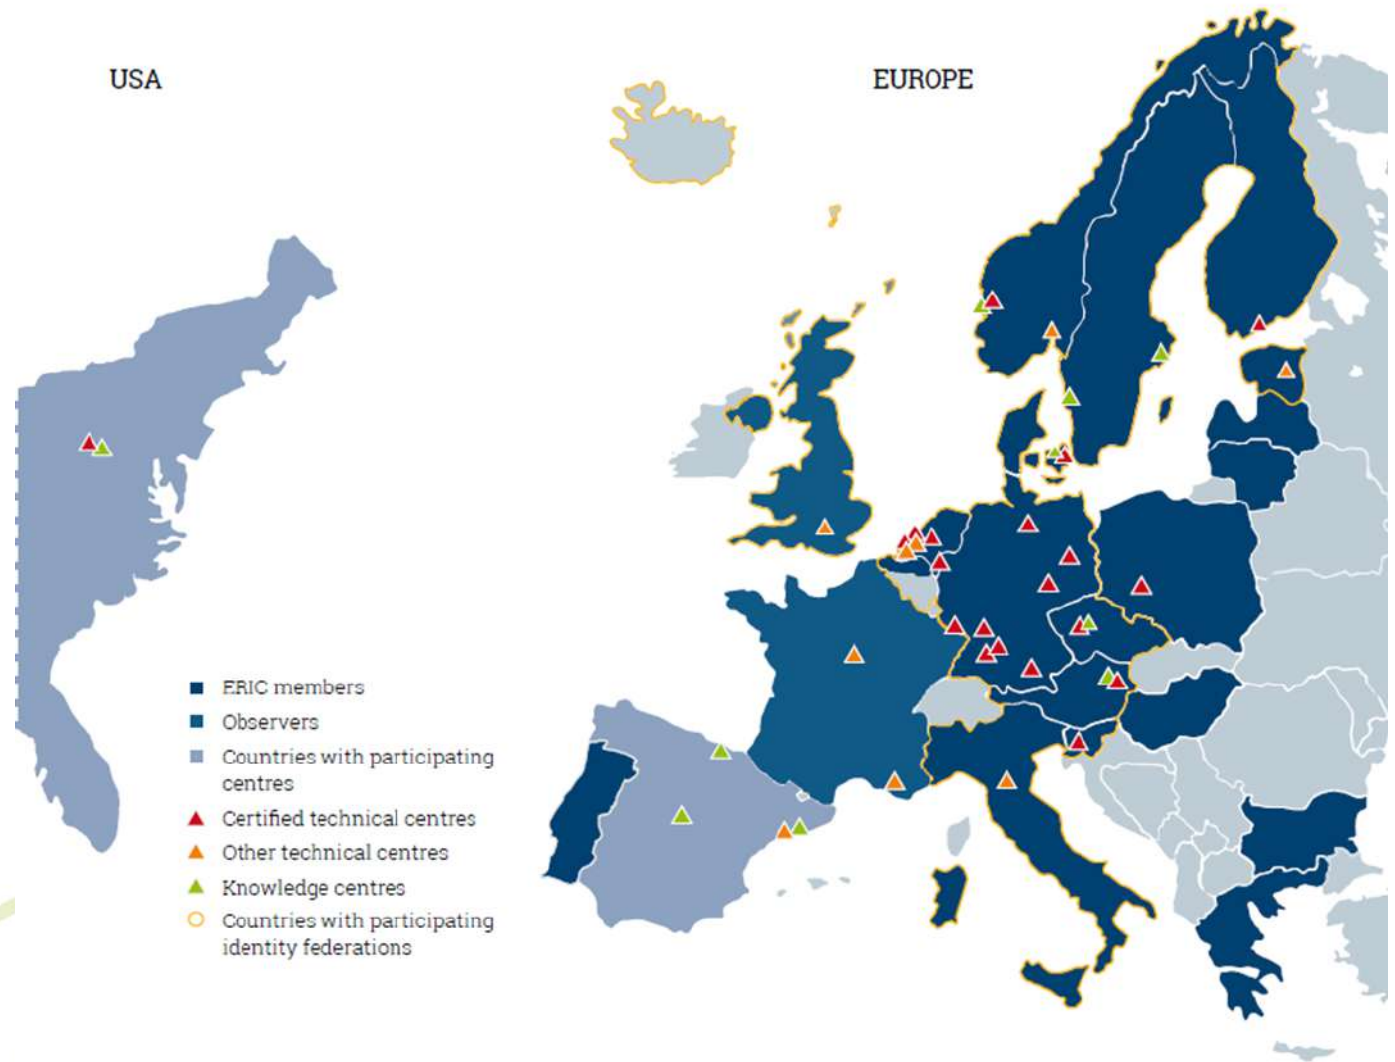 USA
EUROPE
ERIC members
Observers
Countries with participating
centres
Certified technical centres
Other technical centres
Knowledge centres
Countries with participating
identity federations